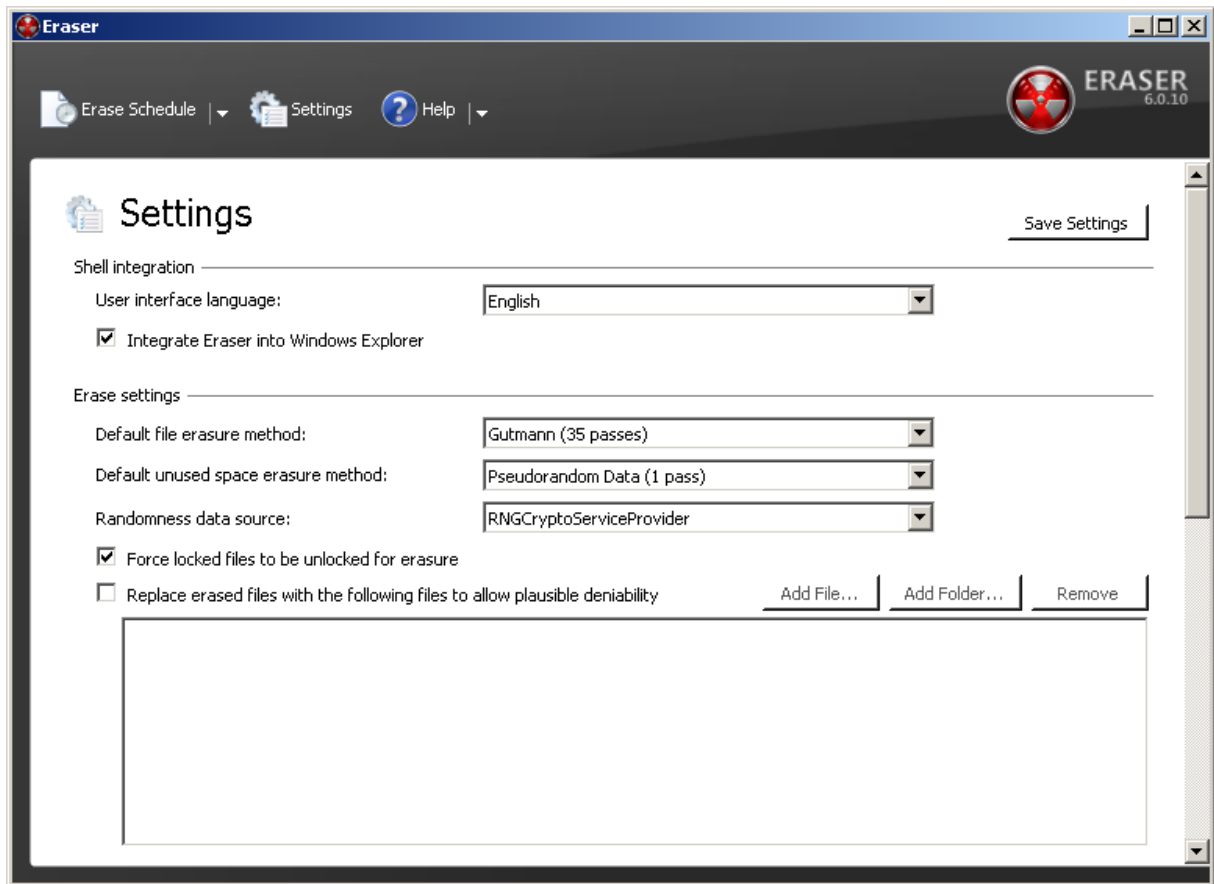 Eraser
Erase Schedule
Settings
Help
ERASER
6.0.10
Settings
Save Settings
Shell integration
User interface language:
English
Integrate Eraser into Windows Explorer
Erase settings
Default file erasure method:
Gutmann (35 passes)
Default unused space erasure method:
Pseudorandom Data (1 pass)
Randomness data source:
RNGCryptoServiceProvider
Force locked files to be unlocked for erasure
Replace erased files with the following files to allow plausible deniability
Add File...
Add Folder...
Remove